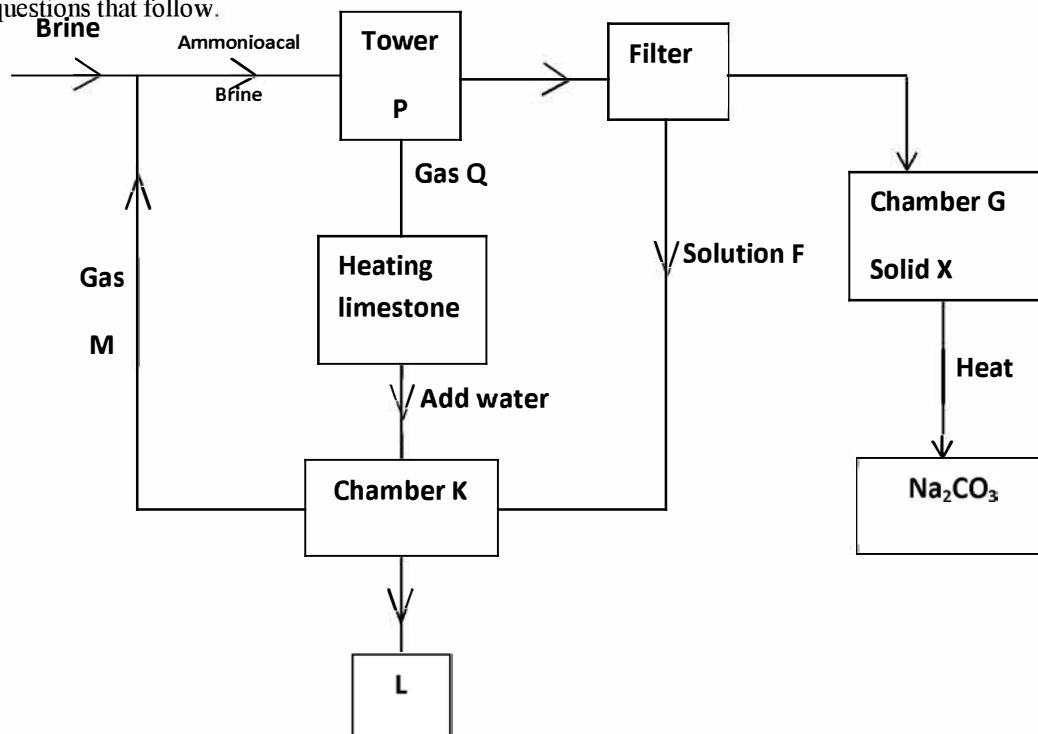 questions that follow.
Brine
Ammonioacal
Brine
Tower
P
Filter
Gas Q
Chamber G
Solid X
Heating
limestone
Solution F
Gas
M
Heat
Add water
Chamber K
Na₂CO₃
L